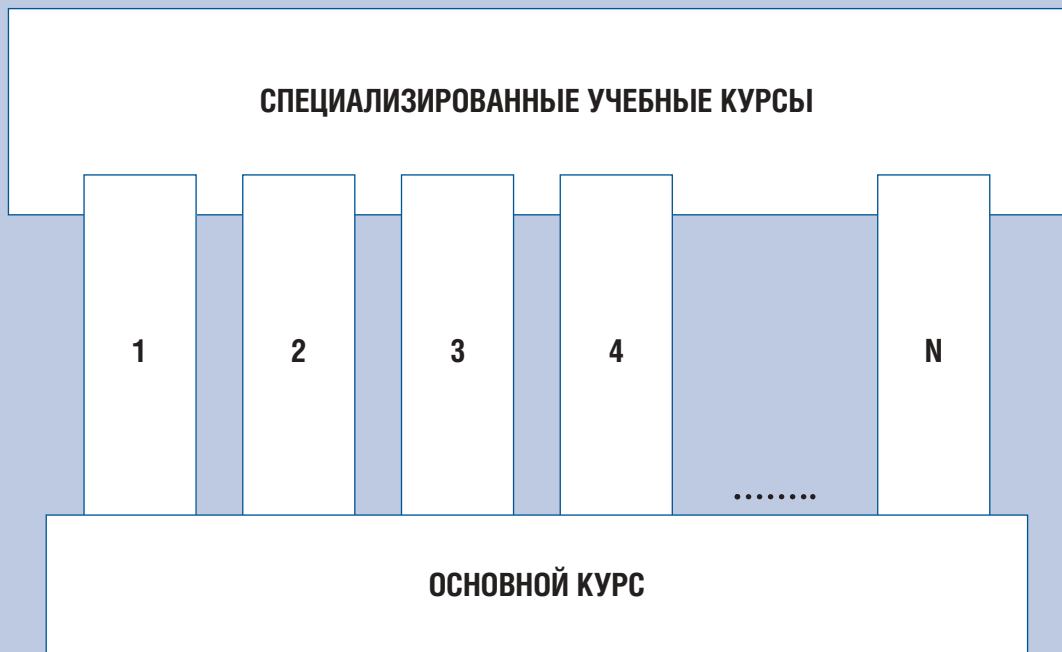 СПЕЦИАЛИЗИРОВАННЫЕ УЧЕБНЫЕ КУРСЫ
1 2 3 4 N
........
ОСНОВНОЙ КУРС